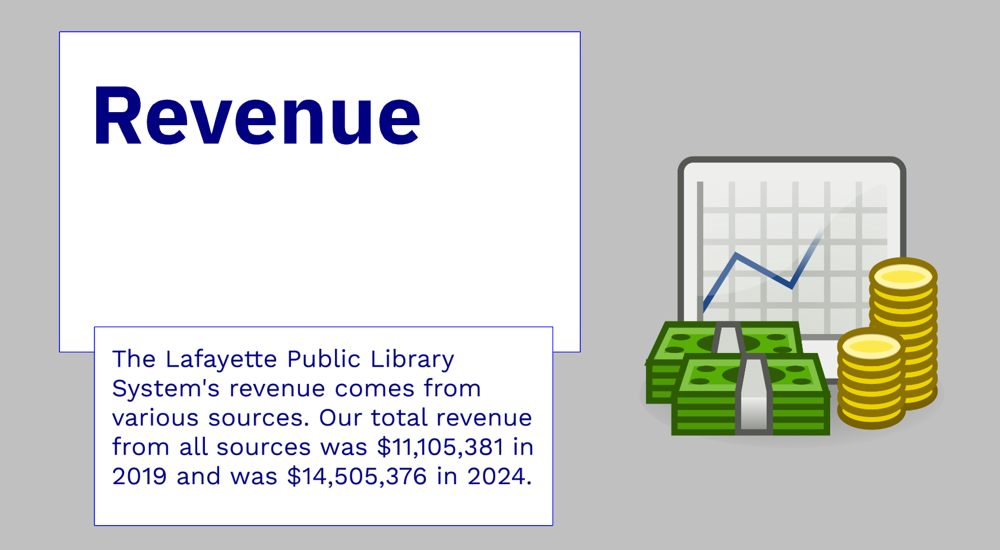 Revenue
The Lafayette Public Library
System's revenue comes from
various sources. Our total revenue
from all sources was $11,105,381 in
2019 and was $14,505,376 in 2024.